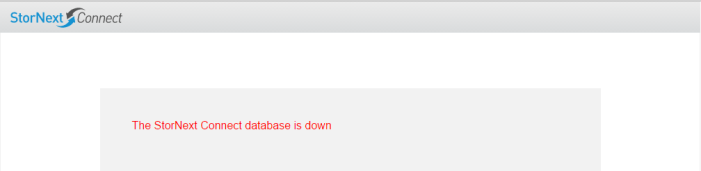 StorNext Connect
The StorNext Connect database is down